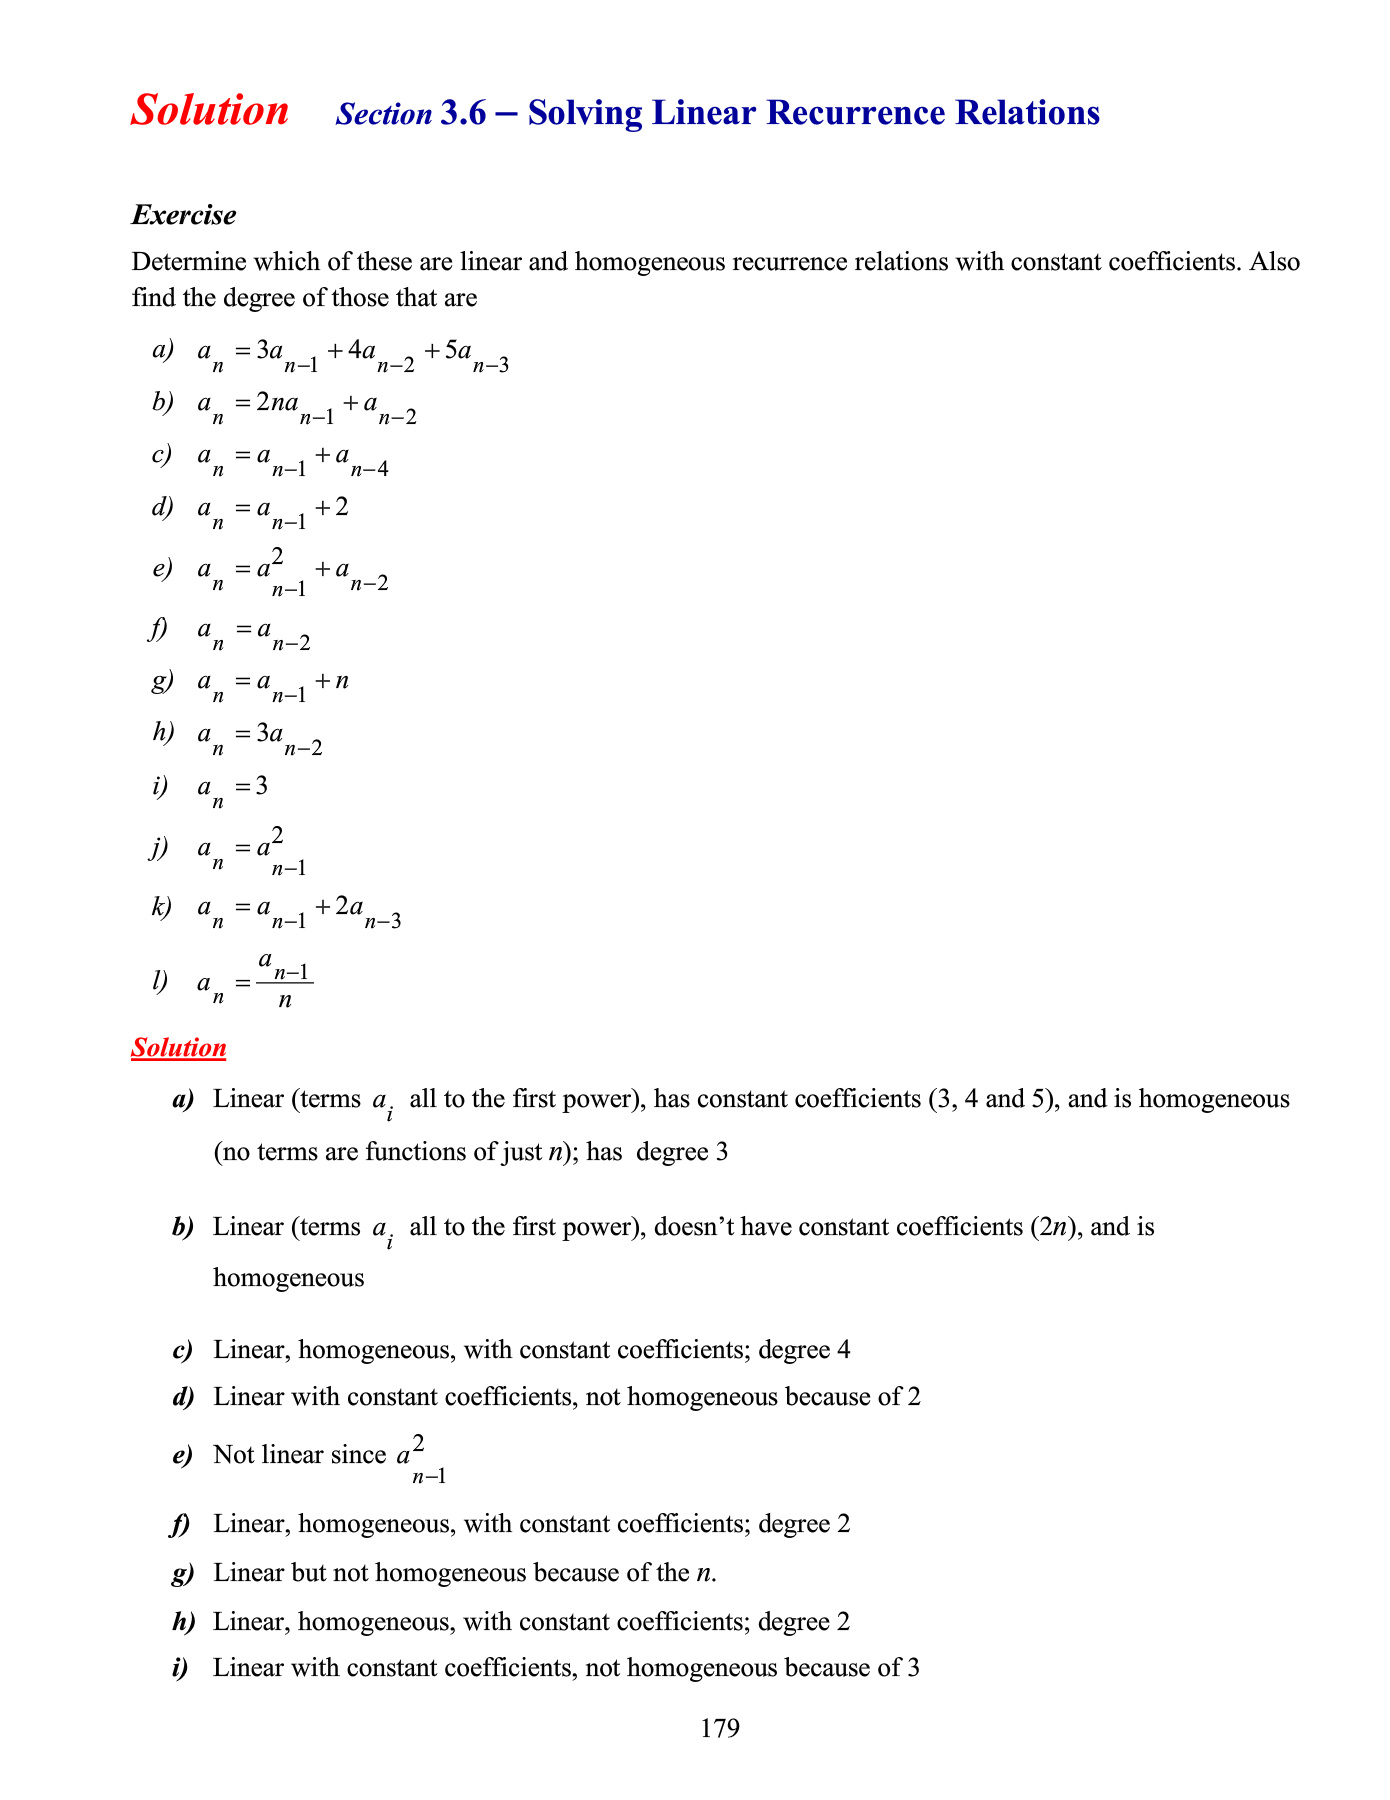 Solution Section 3.6 – Solving Linear Recurrence Relations
Exercise
Determine which of these are linear and homogeneous recurrence relations with constant coefficients. Also
find the degree of those that are
a) a_n = 3a_{n−1} + 4a_{n−2} + 5a_{n−3}
b) a_n = 2na_{n−1} + a_{n−2}
c) a_n = a_{n−1} + a_{n−4}
d) a_n = a_{n−1} + 2
e) a_n = a^2_{n−1} + a_{n−2}
f) a_n = a_{n−2}
g) a_n = a_{n−1} + n
h) a_n = 3a_{n−2}
i) a_n = 3
j) a_n = a^2_{n−1}
k) a_n = a_{n−1} + 2a_{n−3}
l) a_n = \frac{a_{n−1}}{n}
Solution
a) Linear (terms a_i all to the first power), has constant coefficients (3, 4 and 5), and is homogeneous
(no terms are functions of just n); has degree 3
b) Linear (terms a_i all to the first power), doesn’t have constant coefficients (2n), and is
homogeneous
c) Linear, homogeneous, with constant coefficients; degree 4
d) Linear with constant coefficients, not homogeneous because of 2
e) Not linear since a^2_{n−1}
f) Linear, homogeneous, with constant coefficients; degree 2
g) Linear but not homogeneous because of the n.
h) Linear, homogeneous, with constant coefficients; degree 2
i) Linear with constant coefficients, not homogeneous because of 3
179